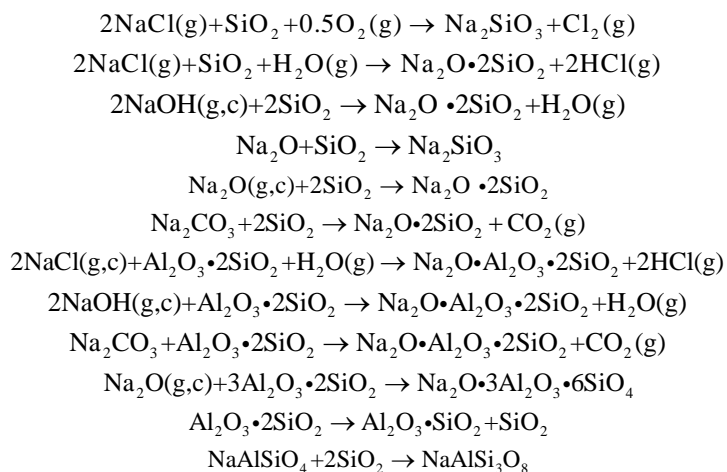 2NaCl(g)+SiO₂+0.5O₂(g) → Na₂SiO₃+Cl₂(g)
2NaCl(g)+SiO₂+H₂O(g) → Na₂O•2SiO₂+2HCl(g)
2NaOH(g,c)+2SiO₂ → Na₂O •2SiO₂+H₂O(g)
Na₂O+SiO₂ → Na₂SiO₃
Na₂O(g,c)+2SiO₂ → Na₂O •2SiO₂
Na₂CO₃+2SiO₂ → Na₂O•2SiO₂ +CO₂(g)
2NaCl(g,c)+Al₂O₃•2SiO₂+H₂O(g) → Na₂O•Al₂O₃•2SiO₂+2HCl(g)
2NaOH(g,c)+Al₂O₃•2SiO₂ → Na₂O•Al₂O₃•2SiO₂+H₂O(g)
Na₂CO₃+Al₂O₃•2SiO₂ → Na₂O•Al₂O₃•2SiO₂+CO₂(g)
Na₂O(g,c)+3Al₂O₃•2SiO₂ → Na₂O•3Al₂O₃•6SiO₄
Al₂O₃•2SiO₂ → Al₂O₃•SiO₂+SiO₂
NaAlSiO₄+2SiO₂ → NaAlSi₃O₈